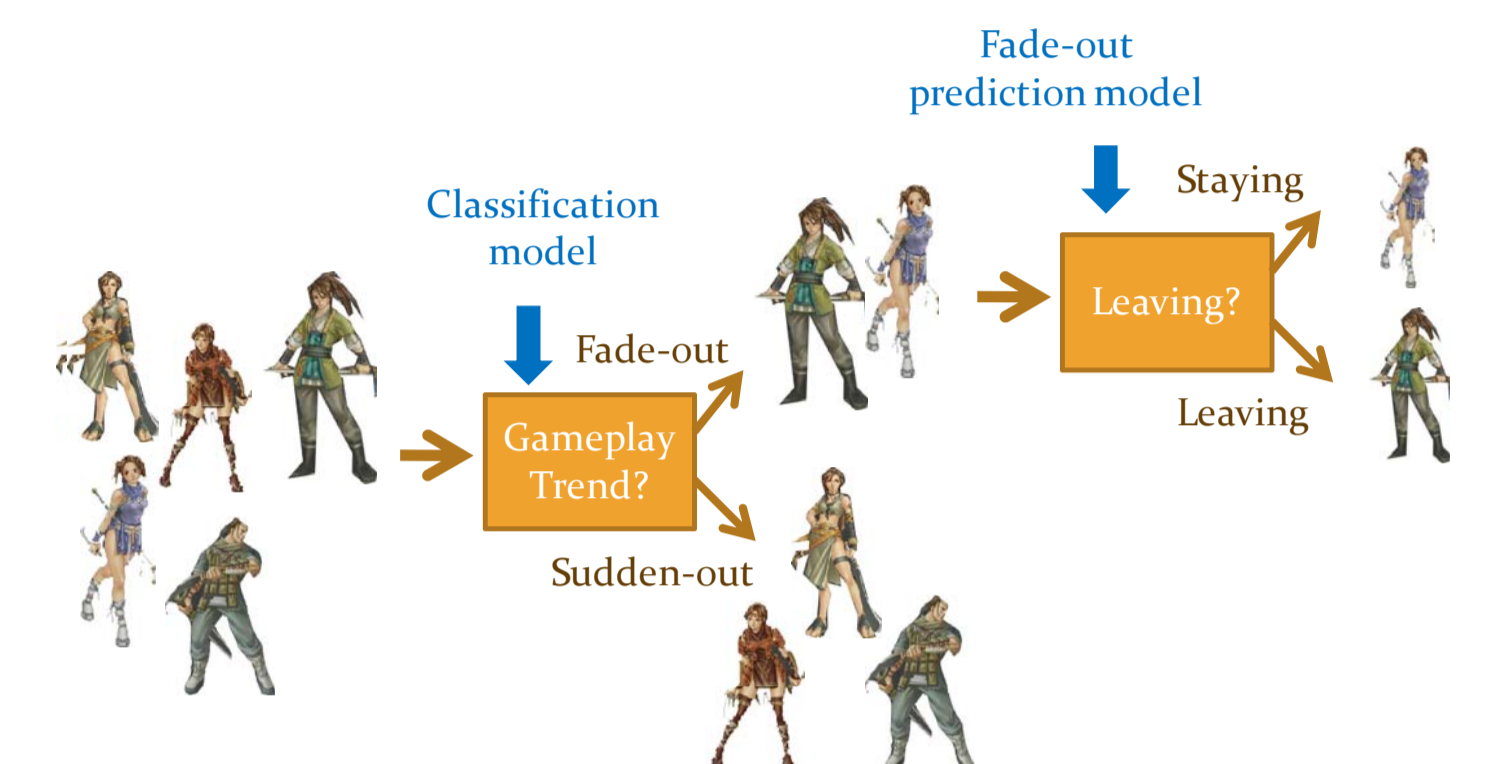 Fade-out
prediction model
Classification
model
Staying
Leaving?
Leaving
Fade-out
Gameplay
Trend?
Sudden-out